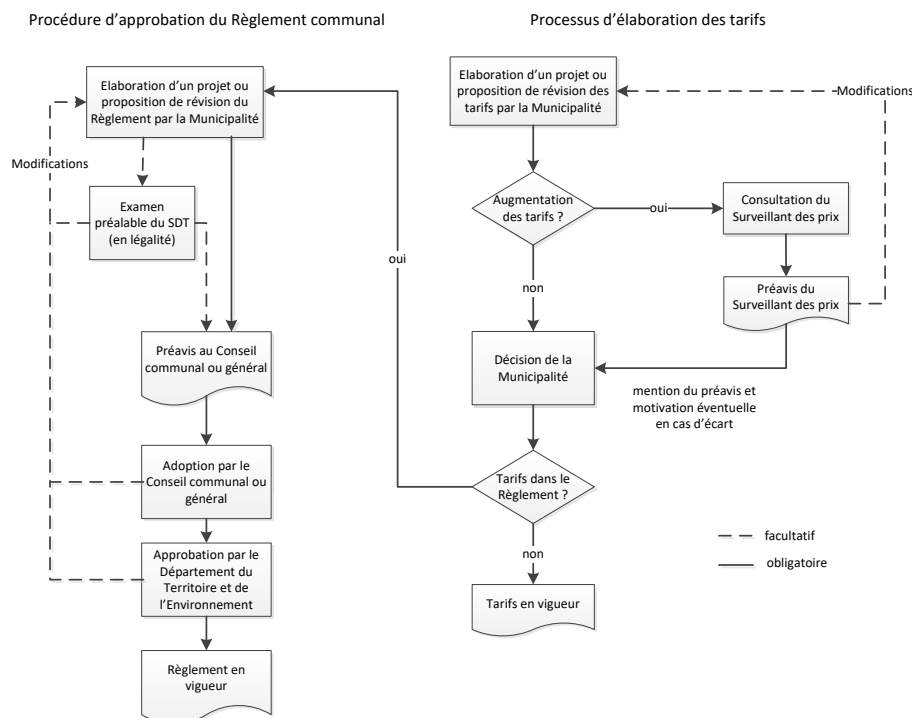 Procédure d'approbation du Règlement communal
Elaboration d'un projet ou
proposition de révision du
Règlement par la Municipalité
Modifications
Examen
préalable du SDT
(en légalité)
Préavis au Conseil
communal ou général
Adoption par le
Conseil communal ou
général
Approbation par le
Département du
Territoire et de
l'Environnement
Règlement en
vigueur
oui
Processus d'élaboration des tarifs
Elaboration d'un projet ou
proposition de révision des
tarifs par la Municipalité
Modifications
Augmentation
des tarifs ?
oui
Consultation du
Surveillant des prix
non
Préavis du
Surveillant des prix
Décision de la
Municipalité
mention du préavis et
motivation éventuelle
en cas d'écart
Tarifs dans le
Règlement ?
non
Tarifs en vigueur
facultatif
obligatoire